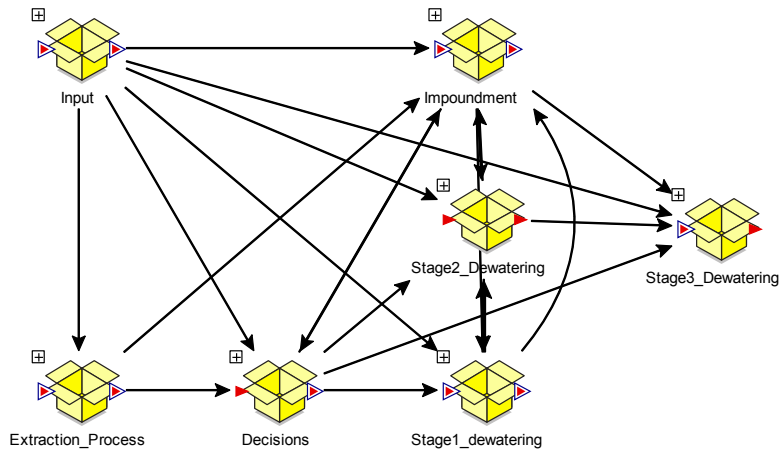 Input
Impoundment
Stage2_Dewatering
Stage3_Dewatering
Extraction_Process
Decisions
Stage1_dewatering